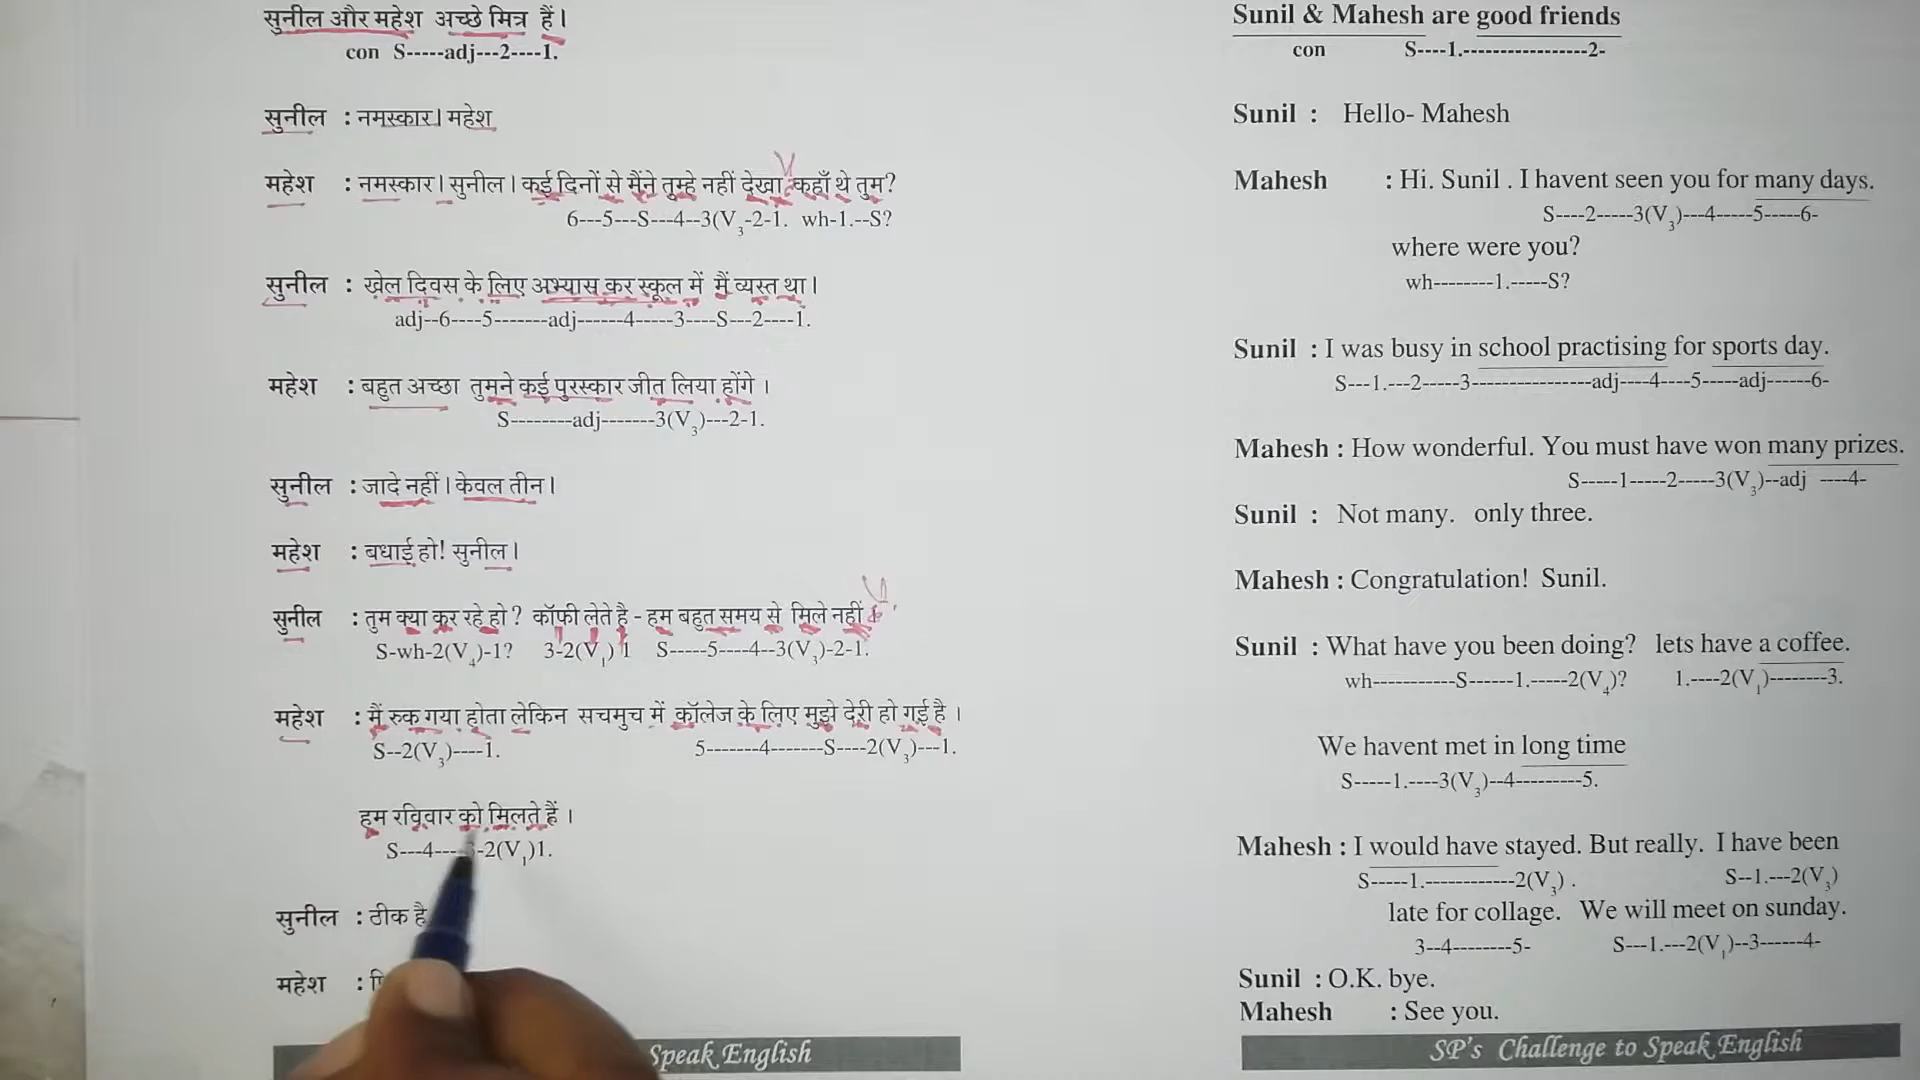 सुनील और महेश अच्छे मित्र हैं।
con S-----adj---2----1.
सुनील : नमस्कार। महेश
महेश : नमस्कार। सुनील। कई दिनों से मैंने तुम्हे नहीं देखा कहाँ थे तुम?
6---5---S---4--3(V3-2-1. wh-1.--S?
सुनील : खेल दिवस के लिए अभ्यास कर स्कूल में मैं व्यस्त था।
adj--6----5-------adj------4-----3----S---2----1.
महेश : बहुत अच्छा तुमने कई पुरस्कार जीत लिया होंगे ।
S--------adj-------3(V3)---2-1.
सुनील : जादे नहीं। केवल तीन।
महेश : बधाई हो! सुनील।
सुनील : तुम क्या कर रहे हो? कॉफी लेते है - हम बहुत समय से मिले नहीं
S-wh-2(V4)-1? 3-2(V1) 1 S-----5----4--3(V3)-2-1.
महेश : मैं रुक गया होता लेकिन सचमुच में कॉलेज के लिए मुझे देरी हो गई है ।
S--2(V3)----1. 5-------4-------S----2(V3)---1.
हम रविवार को मिलते हैं ।
S---4---- -2(V1)1.
सुनील : ठीक है
महेश :
Speak English
Sunil & Mahesh are good friends
con S----1.-----------------2-
Sunil : Hello- Mahesh
Mahesh : Hi. Sunil . I havent seen you for many days.
S----2-----3(V3)---4-----5-----6-
where were you?
wh--------1.-----S?
Sunil : I was busy in school practising for sports day.
S---1.---2-----3----------------adj----4----5-----adj------6-
Mahesh : How wonderful. You must have won many prizes.
S-----1-----2-----3(V3)--adj ----4-
Sunil : Not many. only three.
Mahesh : Congratulation! Sunil.
Sunil : What have you been doing? lets have a coffee.
wh-----------S------1.-----2(V4)? 1.----2(V1)--------3.
We havent met in long time
S-----1.----3(V3)--4---------5.
Mahesh : I would have stayed. But really. I have been
S-----1.------------2(V3) . S--1.---2(V3)
late for collage. We will meet on sunday.
3--4--------5- S---1.---2(V1)--3------4-
Sunil : O.K. bye.
Mahesh : See you.
SP's Challenge to Speak English